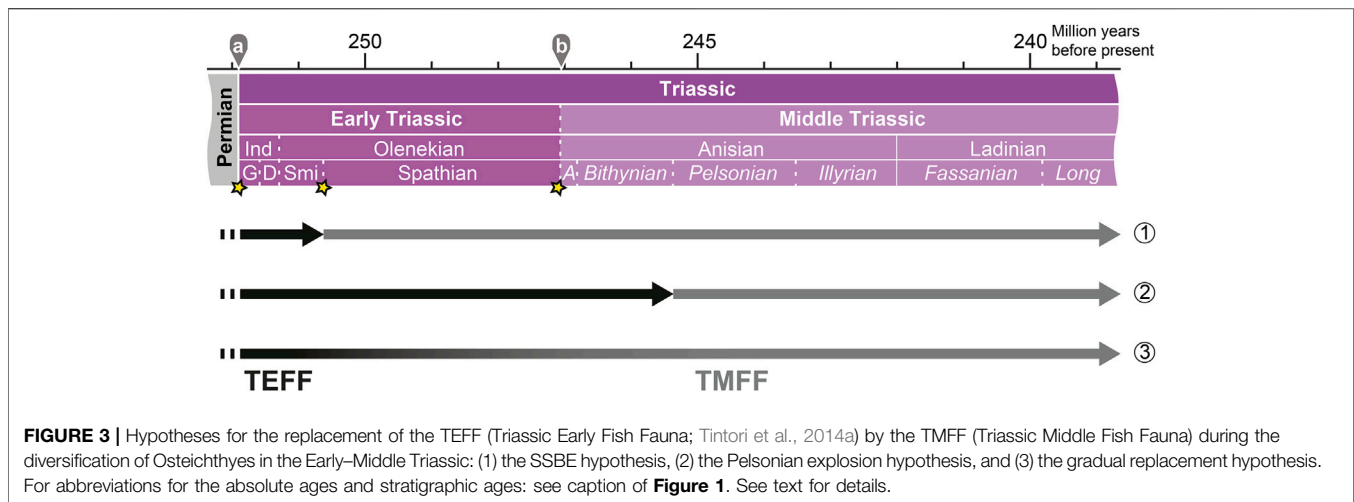 a
b
250
245
240
Million years
before present
Permian
Triassic
Early Triassic
Middle Triassic
Ind
Olenekian
Anisian
Ladinian
G
D
Smi
Spathian
A
Bithynian
Pelsonian
Illyrian
Fassanian
Long
①
②
③
TEFF
TMFF
FIGURE 3 | Hypotheses for the replacement of the TEFF (Triassic Early Fish Fauna; Tintori et al., 2014a) by the TMFF (Triassic Middle Fish Fauna) during the
diversification of Osteichthyes in the Early–Middle Triassic: (1) the SSBE hypothesis, (2) the Pelsonian explosion hypothesis, and (3) the gradual replacement hypothesis.
For abbreviations for the absolute ages and stratigraphic ages: see caption of Figure 1. See text for details.